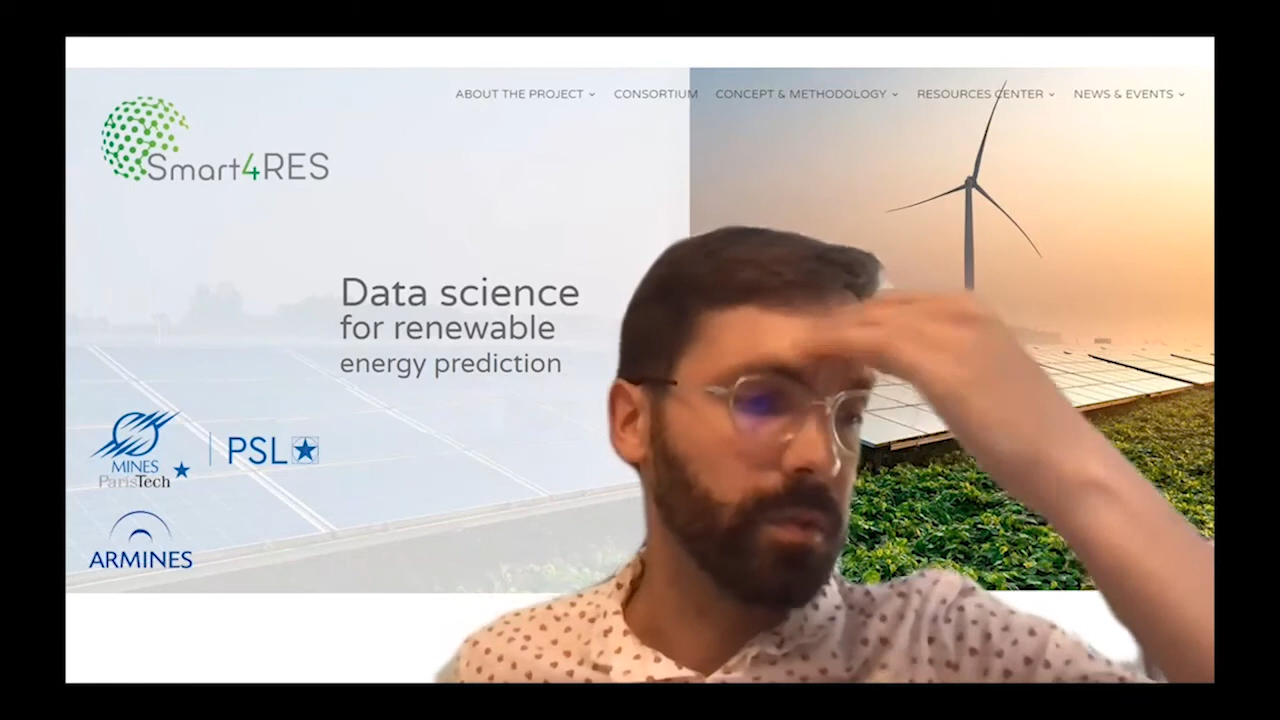 ABOUT THE PROJECT CONSORTIUM CONCEPT & METHODOLOGY RESOURCES CENTER NEWS & EVENTS
Smart4RES
Data science
for renewable
energy prediction
MINES
ParisTech
PSL
ARMINES